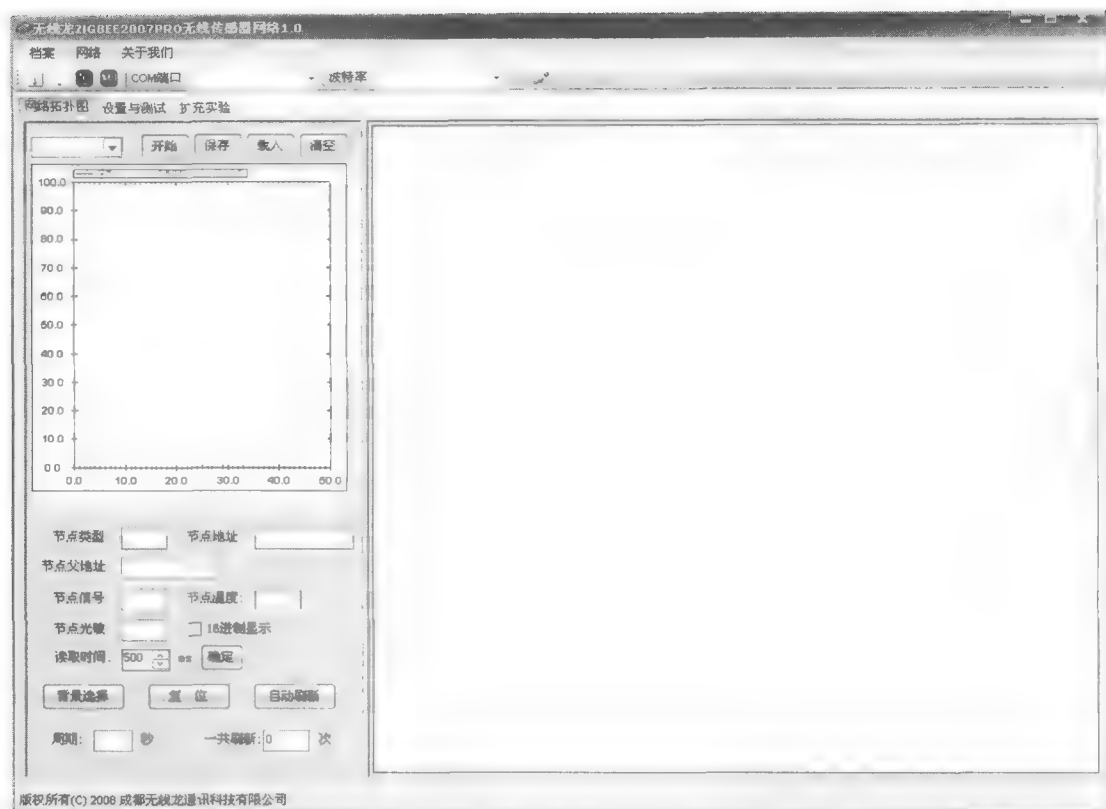 无线龙ZIGBEE2007PRO无线传感器网络1.0
档案 网络 关于我们
COM端口 波特率
网络拓扑图 设置与测试 扩充实验
开始 保存 载入 清空
100.0
90.0
80.0
70.0
60.0
50.0
40.0
30.0
20.0
10.0
0.0
0.0 10.0 20.0 30.0 40.0 50.0
节点类型 节点地址
节点父地址
节点信号 节点温度:
节点光敏 16进制显示
读取时间: 500 ms 确定
背景选择 复 位 自动刷新
周期: 秒 一共刷新: 0 次
版权所有(C) 2008 成都无线龙通讯科技有限公司